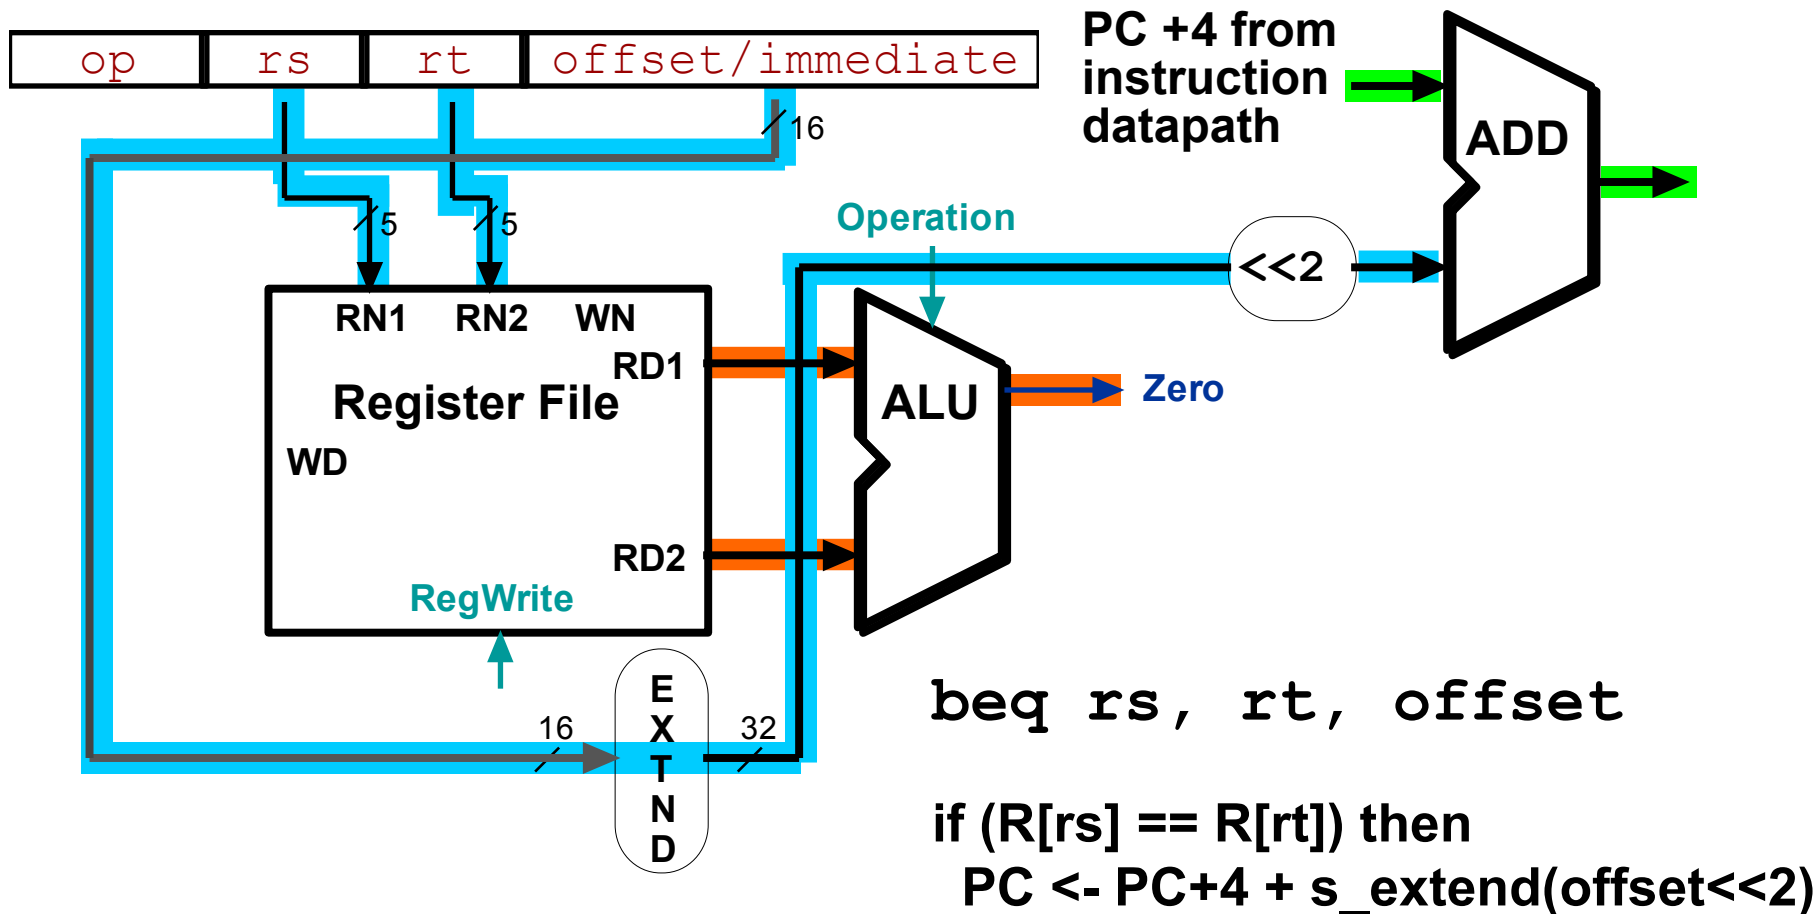 op rs rt offset/immediate
PC +4 from
instruction
datapath
16
ADD
5 5
Operation
<<2
RN1 RN2 WN
RD1
Register File
ALU
Zero
WD
RD2
RegWrite
E
X
T
N
D
16
32
beq rs, rt, offset
if (R[rs] == R[rt]) then
PC <- PC+4 + s_extend(offset<<2)